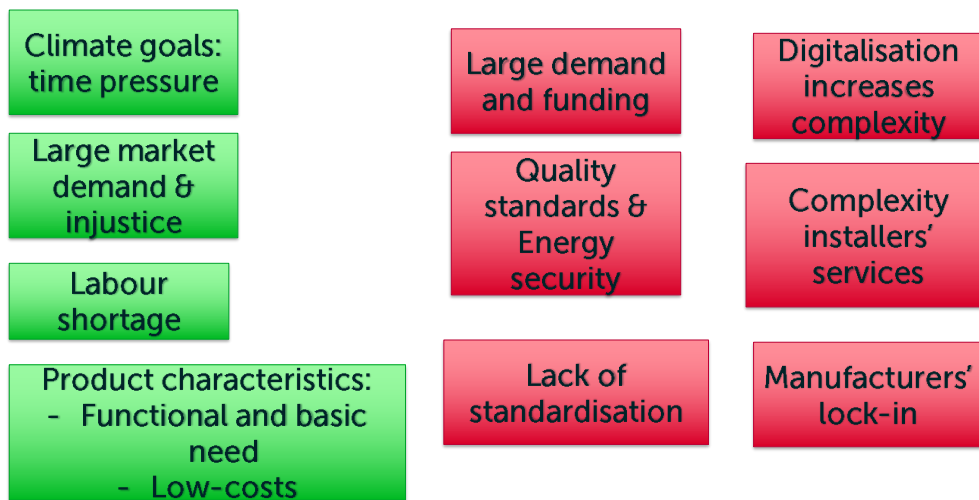 Climate goals:
time pressure
Large market
demand &
injustice
Labour
shortage
Product characteristics:
- Functional and basic
need
- Low-costs
Large demand
and funding
Quality
standards &
Energy
security
Lack of
standardisation
Digitalisation
increases
complexity
Complexity
installers’
services
Manufacturers’
lock-in